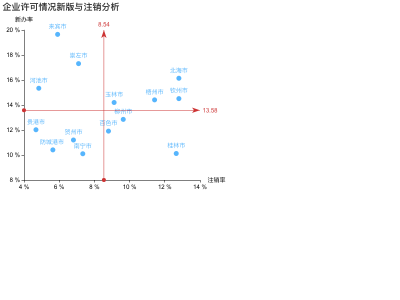 企业许可情况新版与注销分析
新办率
8.54
来宾市
20 %
18 %
崇左市
北海市
河池市
16 %
钦州市
梧州市
玉林市
14 %
13.58
柳州市
贵港市
百色市
12 %
贺州市
防城港市
南宁市
桂林市
10 %
8 %
注销率
4 %
6 %
8 %
10 %
12 %
14 %